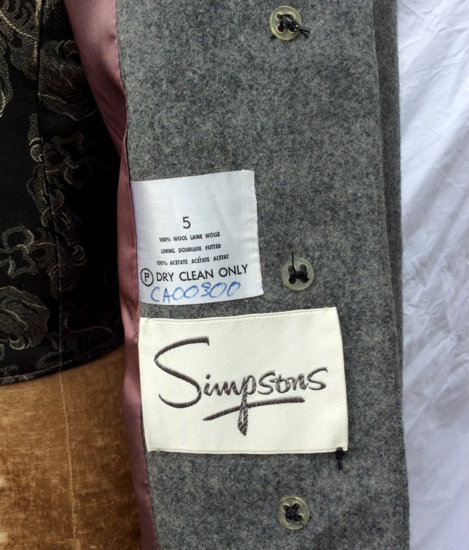 5
100% WOOL LAINE WOLLE
LINING DOUBLURE FUTTER
100% ACETATE ACÉTATE ACETAT
P DRY CLEAN ONLY
CA00300
Simpsons